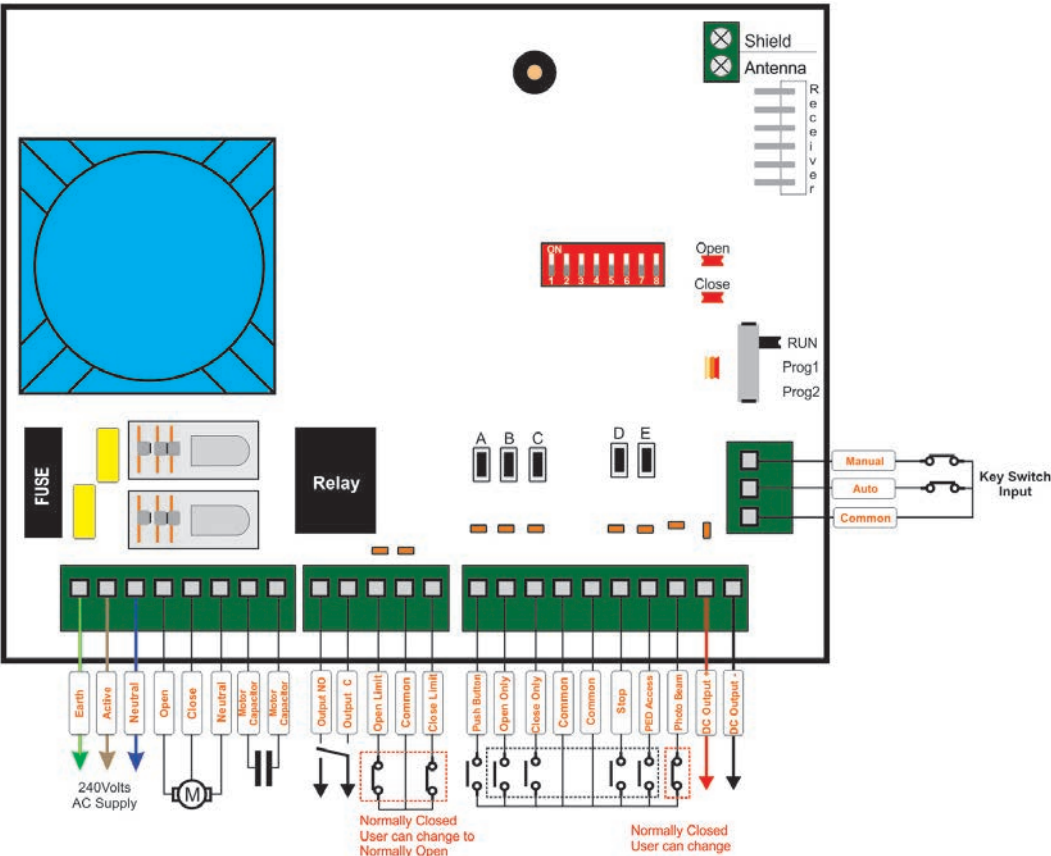 Shield
Antenna
Receiver
ON
1 2 3 4 5 6 7 8
Open
Close
RUN
Prog1
Prog2
FUSE
Relay
A B C
D E
Manual
Auto
Common
Key Switch
Input
Earth
Active
Neutral
Open
Close
Neutral
Motor
Capacitor
Motor
Capacitor
Output NO
Output C
Open Limit
Common
Close Limit
Push Button
Open Only
Close Only
Common
Common
Stop
PED Access
Photo Beam
DC Output +
DC Output -
240Volts
AC Supply
M
Normally Closed
User can change to
Normally Open
Normally Closed
User can change